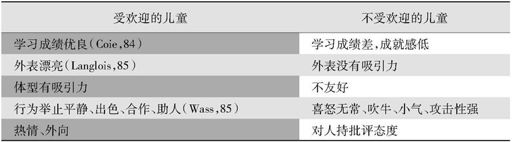 受欢迎的儿童 不受欢迎的儿童
学习成绩优良(Coie,84) 学习成绩差,成就感低
外表漂亮(Langlois,85) 外表没有吸引力
体型有吸引力 不友好
行为举止平静、出色、合作、助人(Wass,85) 喜怒无常、吹牛、小气、攻击性强
热情、外向 对人持批评态度